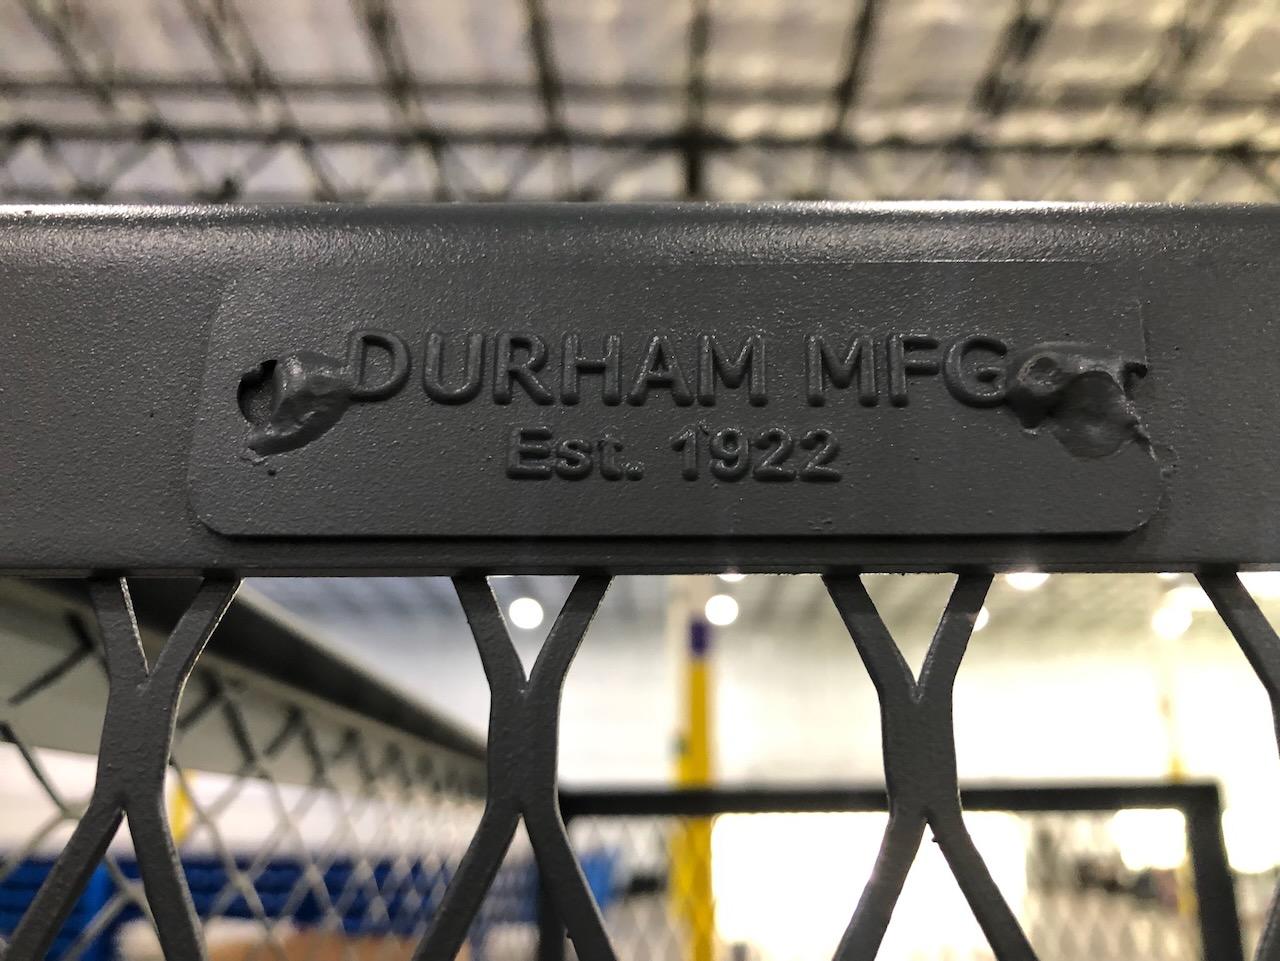 DURHAM MFG
Est. 1922